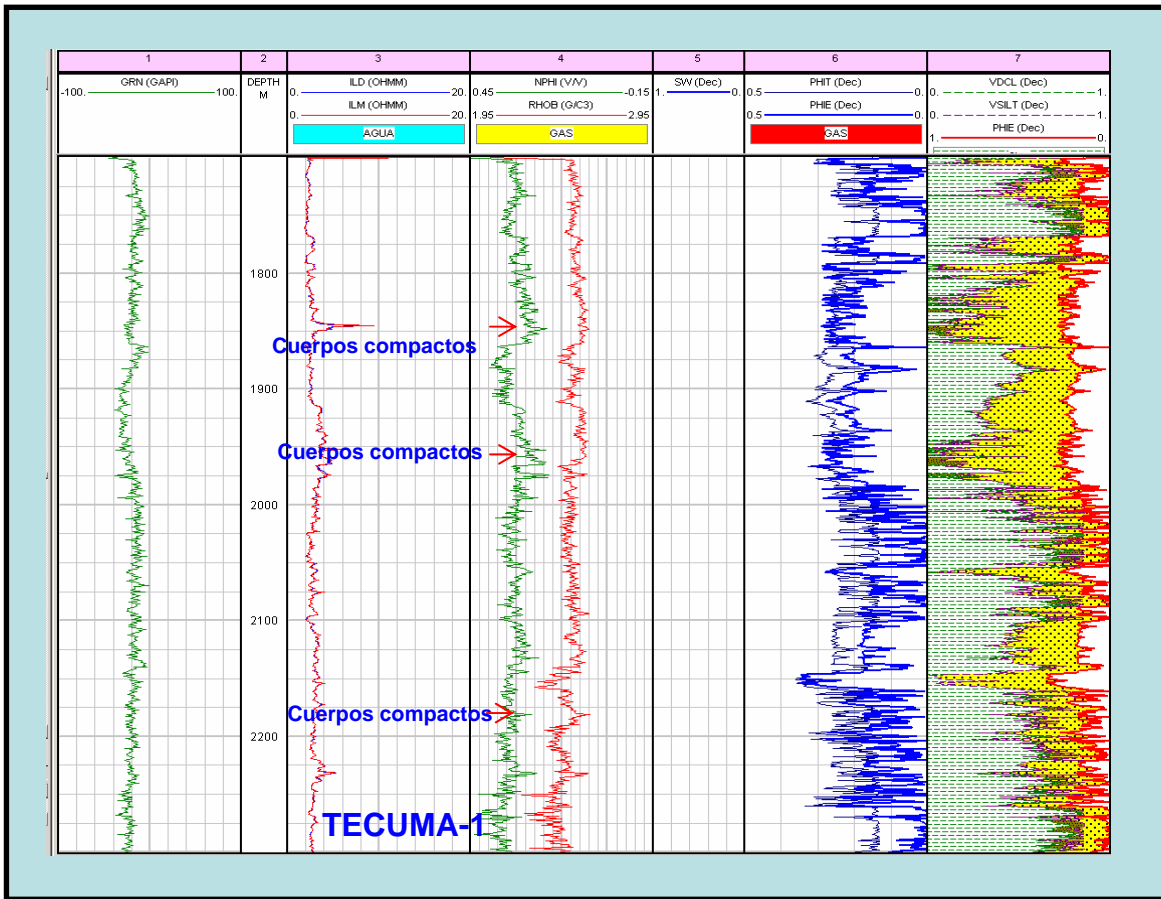 1 2 3 4 5 6 7
GRN (GAPI) DEPTH ILD (OHMM) NPHI (V/V) SW (Dec) PHIT (Dec) VDCL (Dec)
-100. 100. M 0. 20. 0.45 -0.15 1. 0. 0.5 0. 0. 1.
ILM (OHMM) RHOB (G/C3) PHIE (Dec) VSILT (Dec)
0. 20. 1.95 2.95 0.5 0. 0. 1.
AGUA GAS GAS PHIE (Dec)
1. 0.
1800
Cuerpos compactos
1900
Cuerpos compactos
2000
2100
Cuerpos compactos
2200
TECUMA-1